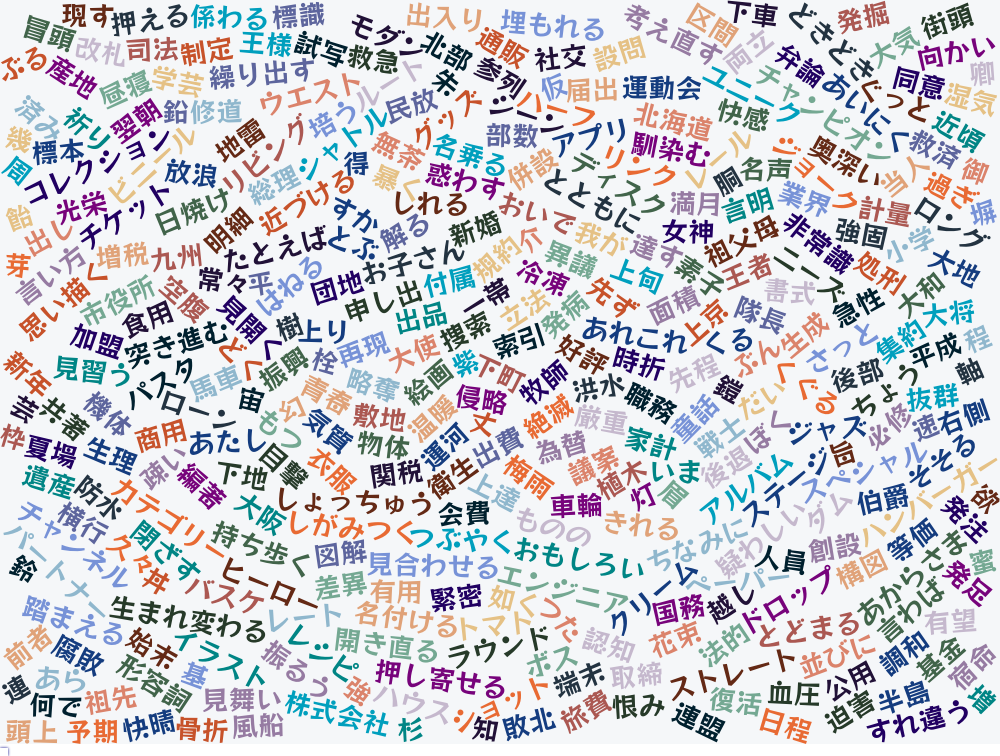 現す
押える
係わる
標識
モダン
出入り
埋もれる
考え直す
区間
下車
どきどき
発掘
街頭
冒頭
改札
司法
制定
王様
試写
救急
北部
通販
社交
設問
両立
弁論
大気
向かい
ぶる
産地
昼寝
学芸
繰り出す
ルート
朱
参列
仮
届出
運動会
ユニーク
チャンピオン
あいにく
ぐっと
同意
湿気
卿
済み
祈り
翌朝
鉛
修道
ウエスト
培う
民放
グッズ
ジーン
ハーフ
北海道
快感
近頃
幾
標本
コレクション
ビニール
地雷
リビング
シャトル
無茶
名乗る
部数
アプリ
リンク
馴染む
ール
ジョーク
奥深い
救済
御
周
放浪
総理
得
暴く
惑わす
併設
ディスク
胴
名声
当人
過ぎ
塀
飴
光栄
チケット
日焼け
近づける
しれる
おいで
ともに
満月
言明
業界
計量
ロング
出し
言い方
増税
九州
明細
たとえば
すか
とぶ
解る
新婚
規約
介
我が
達す
女神
祖父母
非常識
強固
小学
芽
描く
常々
平
はねる
団地
お子さん
付属
冷凍
異議
上旬
素子
王者
ニーズ
処刑
大地
思い
市役所
空腹
見聞
申し出
出品
一帯
立法
発病
先ず
面積
書式
急性
大和
加盟
食用
突き進む
樹
上り
再現
大使
捜索
索引
あれこれ
上京
隊長
生成
さっと
集約
大将
新年
見習う
パスタ
馬車
どく
振興
栓
略奪
絵画
紫
下町
好評
時折
くる
ぶん
後部
平成
程
芸
共著
機体
ローン
宙
幻
青春
敷地
温暖
侵略
牧師
洪水
職務
先程
鎧
だい
くぐる
ちょう
抜群
軸
枠
夏場
生理
商用
あたし
もつ
気質
物体
運河
丈
絶滅
厳重
家計
童話
戦士
ぼく
ジャズ
必修
速
右側
遺産
防水
疎い
編著
下地
目撃
衣服
関税
衛生
出費
為替
議案
植木
いま
後退
アルバム
ステージ
旨
スペシャル
そそる
チャンネル
横行
カテゴリー
大阪
しょっちゅう
会費
上達
梅雨
車輪
灯
肩
ダム
伯爵
ハンバーガー
欲
パートナー
久々
閉ざす
持ち歩く
しがみつく
つぶやく
ものの
きれる
ちなみに
疑わしい
等価
発注
鈴
丼
バスケ
ヒーロー
図解
見合わせる
おもしろい
クリーム
ペーパー
人員
創設
構図
あからさま
蜜
踏まえる
生まれ変わる
レート
差異
有用
緊密
エンジニア
如く
国務
越し
ドロップ
言わば
発足
前名
腐敗
始末
イラスト
レシピ
名付ける
トマト
つた
認知
花束
法的
とどまる
有望
連
あら
形容詞
基
振るう
開き直る
ラウンド
ボス
端末
取締
ストレート
並びに
調和
基金
宿命
何で
祖先
見舞い
強
押し寄せる
ハウス
ショット
旅費
恨み
復活
血圧
公用
半島
増
頭上
予期
快晴
骨折
風船
株式会社
杉
知
敗北
連盟
日程
迫害
すれ違う